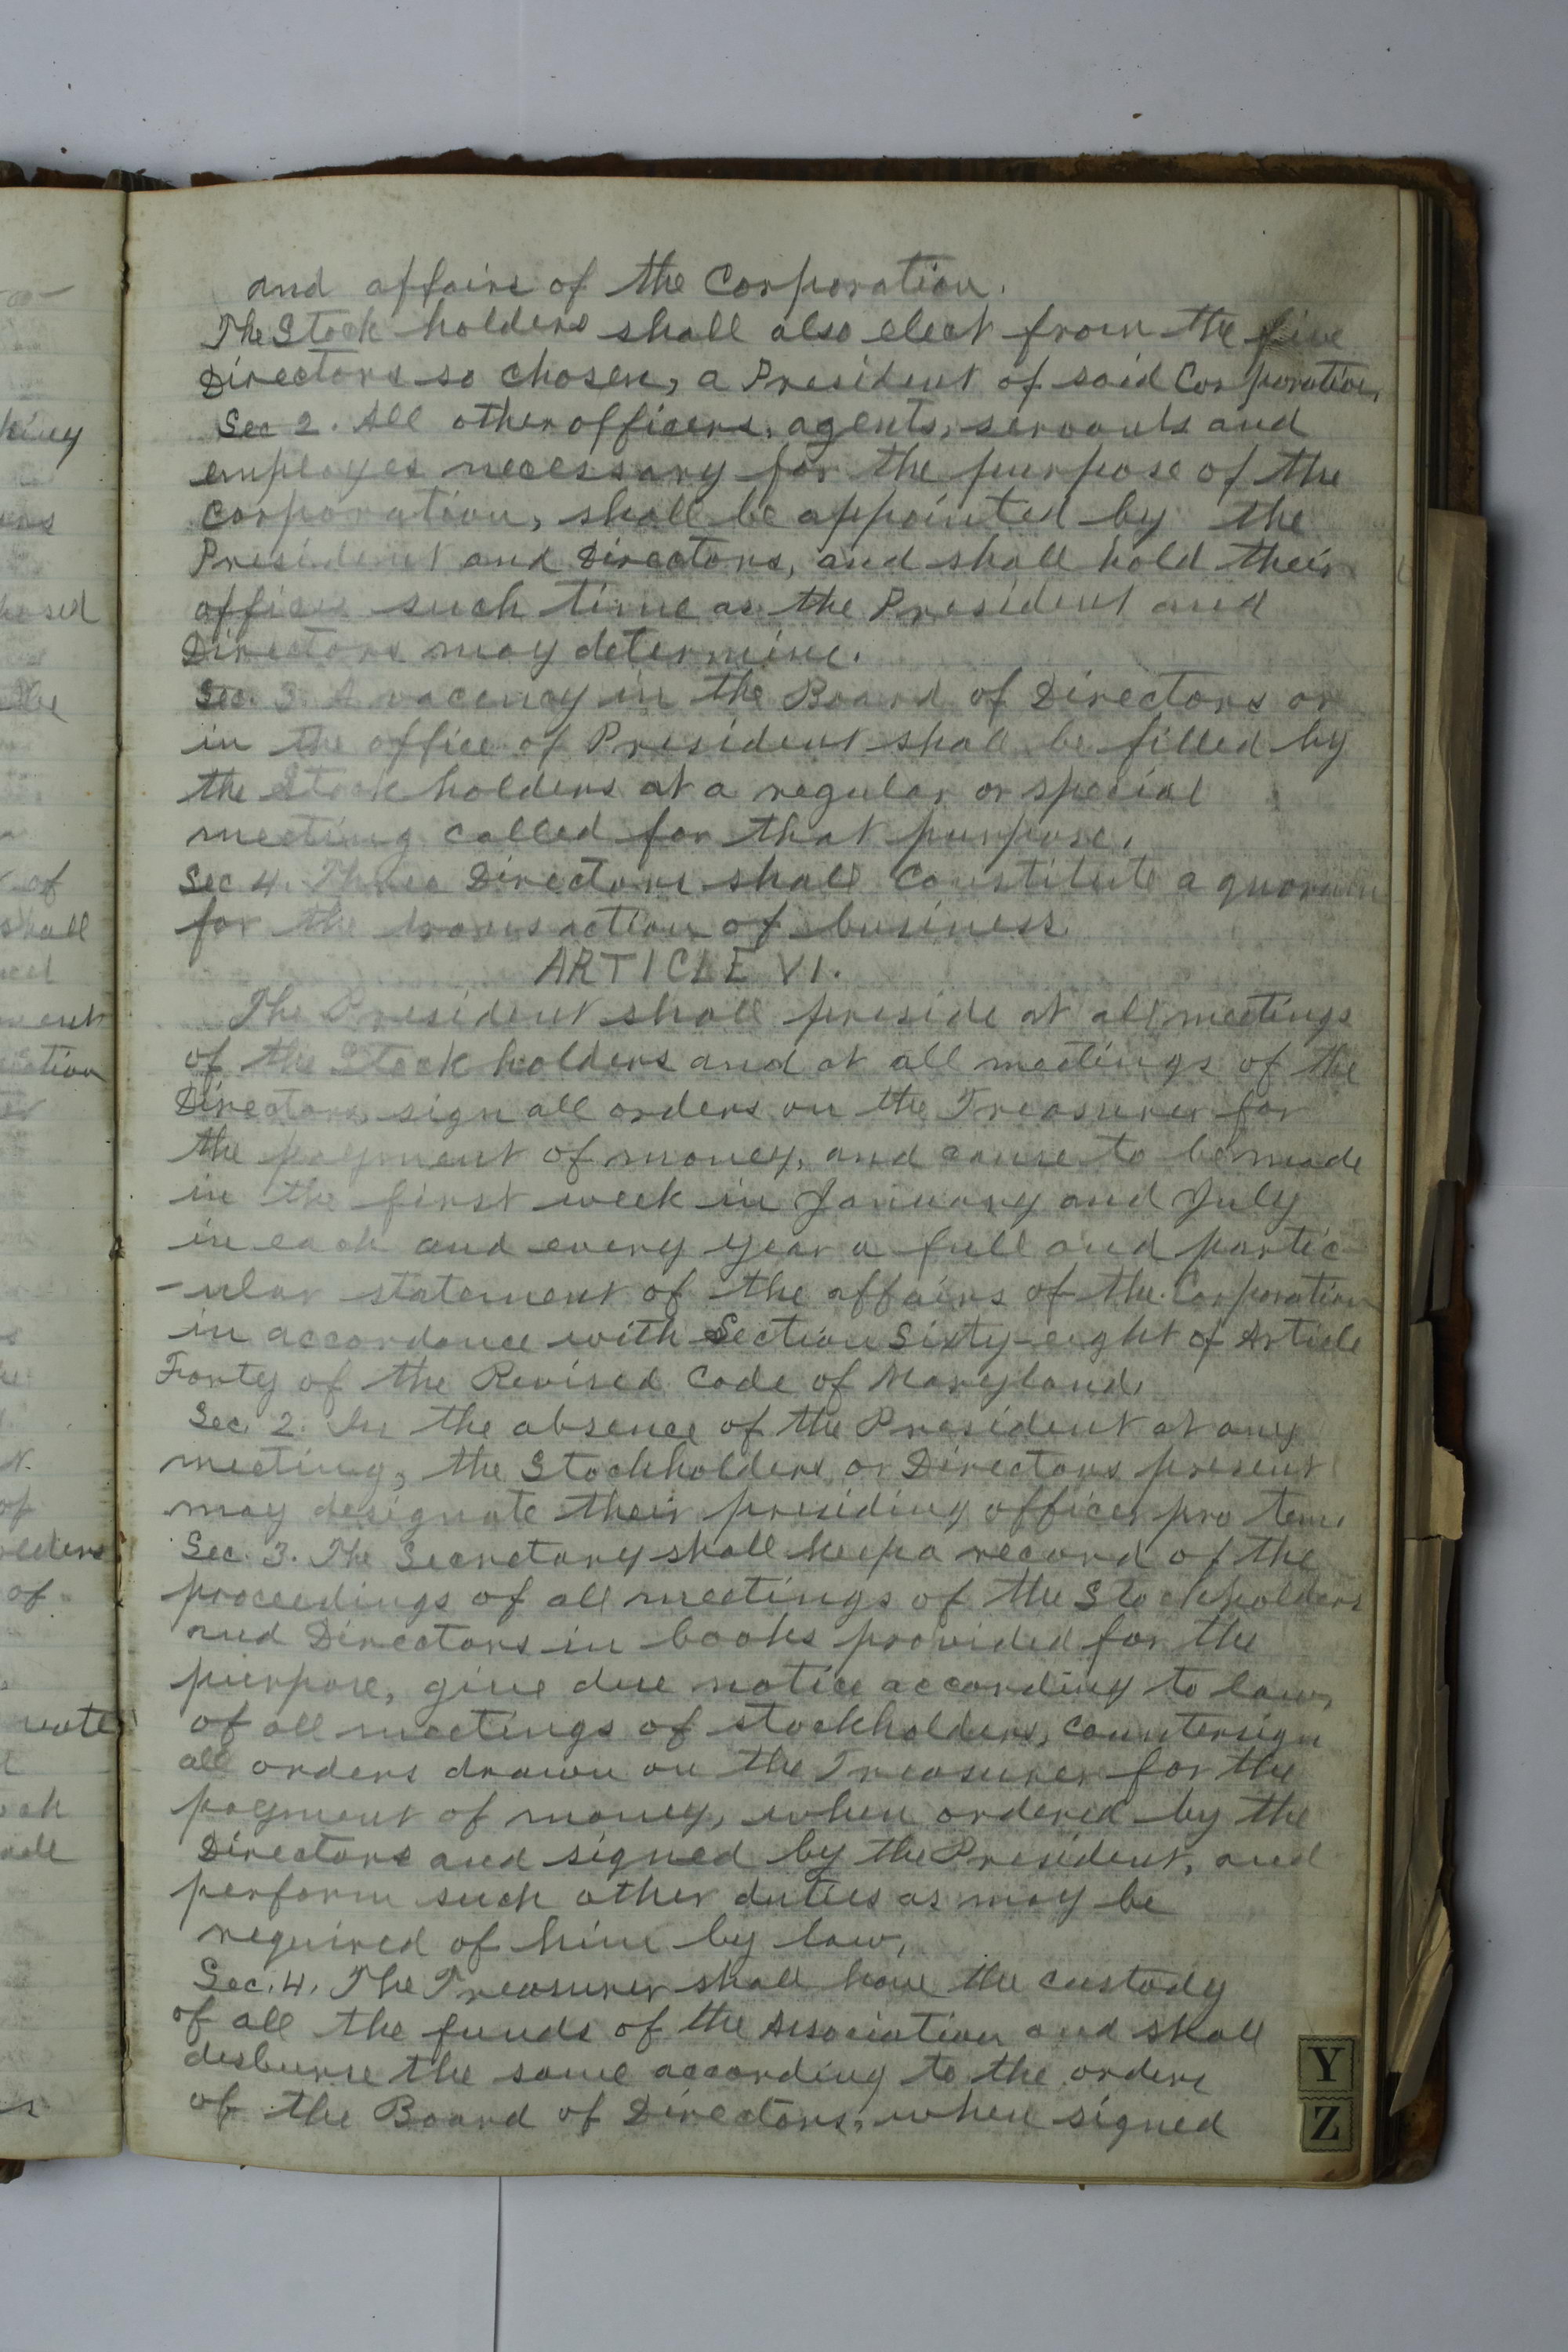 and affairs of the Corporation.
The Stock holders shall also elect from the five
Directors so chosen, a President of said Corporation
Sec 2. All other officers, agents, servants and
employes necessary for the purpose of the
Corporation, shall be appointed by the
President and Directors, and shall hold their
offices such time as the President and
Directors may determine.
Sec. 3. A vacency in the Board of Directors or
in the office of President shall be filled by
the Stock holders at a regular or special
meeting called for that purpose.
Sec 4. Three Directors shall Constitute a quorum
for the transaction of business
ARTICLE VI.
The President shall preside at all meetings
of the Stock holders and at all meetings of the
Directors, sign all orders on the Treasurer for
the payment of money, and cause to be made
in the first week in January and July
in each and every year a full and partic
-ular statement of the affairs of the Corporation
in accordance with Section Sixty-eight of Article
Forty of the Revised Code of Maryland.
Sec. 2. In the absence of the President at any
meeting, the Stockholders or Directors present
may designate their presiding officer pro tem.
Sec. 3. The Secretary shall keep a record of the
proceedings of all meetings of the Stockholders
and Directors in books provided for the
purpose, give due notice according to law,
of all meetings of stockholders, countersign
all orders drawn on the Treasurer for the
payment of money, when ordered by the
Directors and signed by the President, and
perform such other duties as may be
required of him by law.
Sec. 4. The Treasurer shall have the custody
of all the funds of the Association and shall
disburse the same according to the orders
of the Board of Directors, when signed
Y
Z